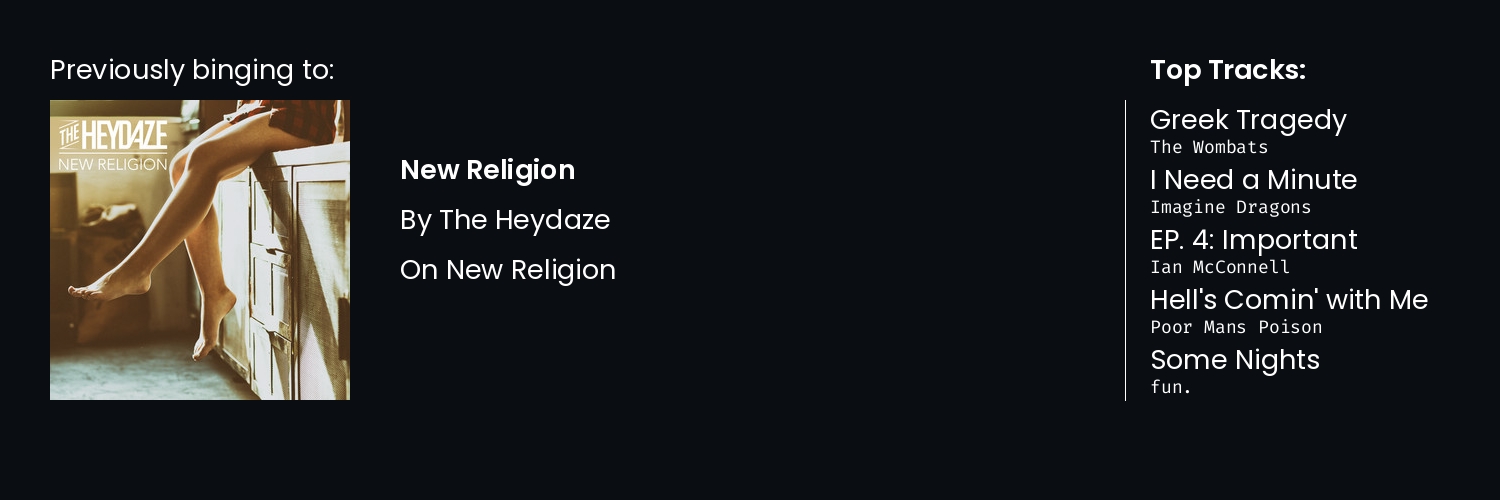 Previously binging to:
THE HEYDAZE
NEW RELIGION
New Religion
By The Heydaze
On New Religion
Top Tracks:
Greek Tragedy
The Wombats
I Need a Minute
Imagine Dragons
EP. 4: Important
Ian McConnell
Hell's Comin' with Me
Poor Mans Poison
Some Nights
fun.